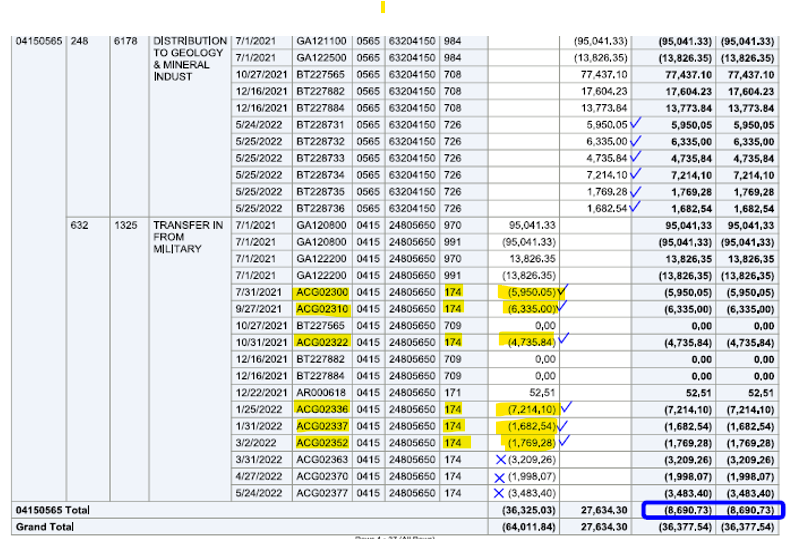 04150565 248 6178 DISTRIBUTION 7/1/2021 GA121100 0565 63204150 984 (95,041.33) (95,041.33) (95,041.33)
TO GEOLOGY 7/1/2021 GA122500 0565 63204150 984 (13,826.35) (13,826.35) (13,826.35)
& MINERAL 10/27/2021 BT227565 0565 63204150 708 77,437.10 77,437.10 77,437.10
INDUST 12/16/2021 BT227882 0565 63204150 708 17,604.23 17,604.23 17,604.23
12/16/2021 BT227884 0565 63204150 708 13,773.84 13,773.84 13,773.84
5/24/2022 BT228731 0565 63204150 726 5,950.05 5,950.05 5,950.05
5/25/2022 BT228732 0565 63204150 726 6,335.00 6,335.00 6,335.00
5/25/2022 BT228733 0565 63204150 726 4,735.84 4,735.84 4,735.84
5/25/2022 BT228734 0565 63204150 726 7,214.10 7,214.10 7,214.10
5/25/2022 BT228735 0565 63204150 726 1,769.28 1,769.28 1,769.28
5/25/2022 BT228736 0565 63204150 726 1,682.54 1,682.54 1,682.54
632 1325 TRANSFER IN 7/1/2021 GA120800 0415 24805650 970 95,041.33 95,041.33 95,041.33
FROM 7/1/2021 GA120800 0415 24805650 991 (95,041.33) (95,041.33) (95,041.33)
MILITARY 7/1/2021 GA122200 0415 24805650 970 13,826.35 13,826.35 13,826.35
7/1/2021 GA122200 0415 24805650 991 (13,826.35) (13,826.35) (13,826.35)
7/31/2021 ACG02300 0415 24805650 174 (5,950.05) (5,950.05) (5,950.05)
9/27/2021 ACG02310 0415 24805650 174 (6,335.00) (6,335.00) (6,335.00)
10/27/2021 BT227565 0415 24805650 709 0.00 0.00 0.00
10/31/2021 ACG02322 0415 24805650 174 (4,735.84) (4,735.84) (4,735.84)
12/16/2021 BT227882 0415 24805650 709 0.00 0.00 0.00
12/16/2021 BT227884 0415 24805650 709 0.00 0.00 0.00
12/22/2021 AR000618 0415 24805650 171 52.51 52.51 52.51
1/25/2022 ACG02336 0415 24805650 174 (7,214.10) (7,214.10) (7,214.10)
1/31/2022 ACG02337 0415 24805650 174 (1,682.54) (1,682.54) (1,682.54)
3/2/2022 ACG02352 0415 24805650 174 (1,769.28) (1,769.28) (1,769.28)
3/31/2022 ACG02363 0415 24805650 174 (3,209.26) (3,209.26) (3,209.26)
4/27/2022 ACG02370 0415 24805650 174 (1,998.07) (1,998.07) (1,998.07)
5/24/2022 ACG02377 0415 24805650 174 (3,483.40) (3,483.40) (3,483.40)
04150565 Total (36,325.03) 27,634.30 (8,690.73) (8,690.73)
Grand Total (64,011.84) 27,634.30 (36,377.54) (36,377.54)